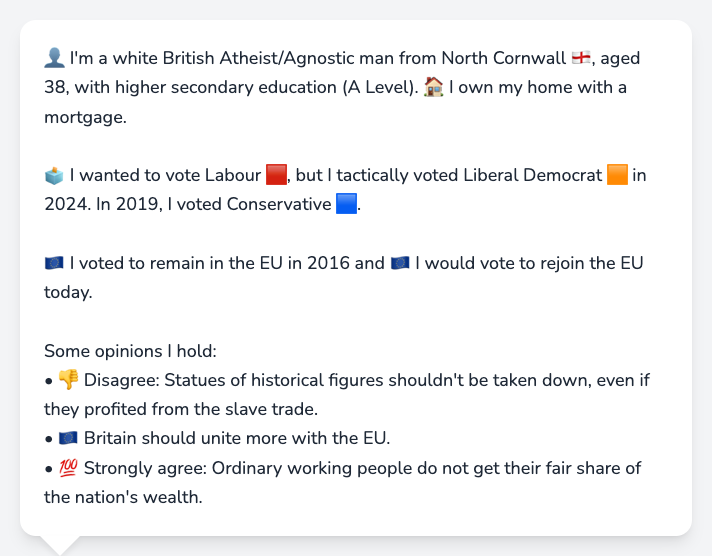 👤 I'm a white British Atheist/Agnostic man from North Cornwall 🏴󠁧󠁢󠁥󠁮󠁧󠁿, aged
38, with higher secondary education (A Level). 🏠 I own my home with a
mortgage.
🗳️ I wanted to vote Labour 🟥, but I tactically voted Liberal Democrat 🟧 in
2024. In 2019, I voted Conservative 🟦.
🇪🇺 I voted to remain in the EU in 2016 and 🇪🇺 I would vote to rejoin the EU
today.
Some opinions I hold:
• 👎 Disagree: Statues of historical figures shouldn't be taken down, even if
they profited from the slave trade.
• 🇪🇺 Britain should unite more with the EU.
• 💯 Strongly agree: Ordinary working people do not get their fair share of
the nation's wealth.